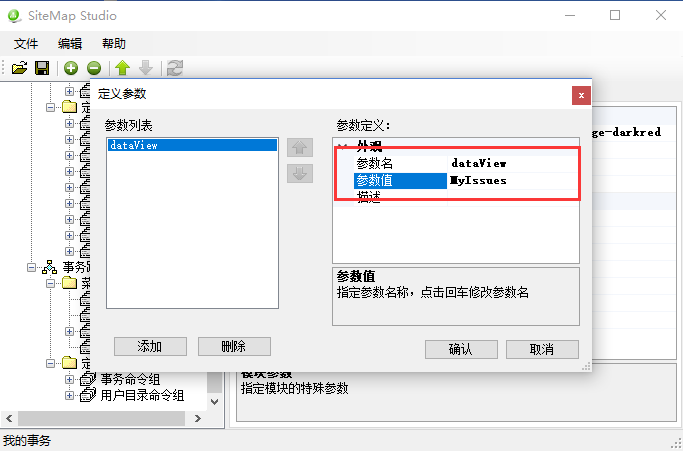 SiteMap Studio
文件 编辑 帮助
定义参数
x
参数列表
参数定义:
dataView
外观
参数名 dataView
参数值 MyIssues
描述
参数值
指定参数名称，点击回车修改参数名
添加 删除
确认 取消
ge-darkred
定
事务
菜
定
事务命令组
用户目录命令组
模块参数
指定模块的特殊参数
我的事务